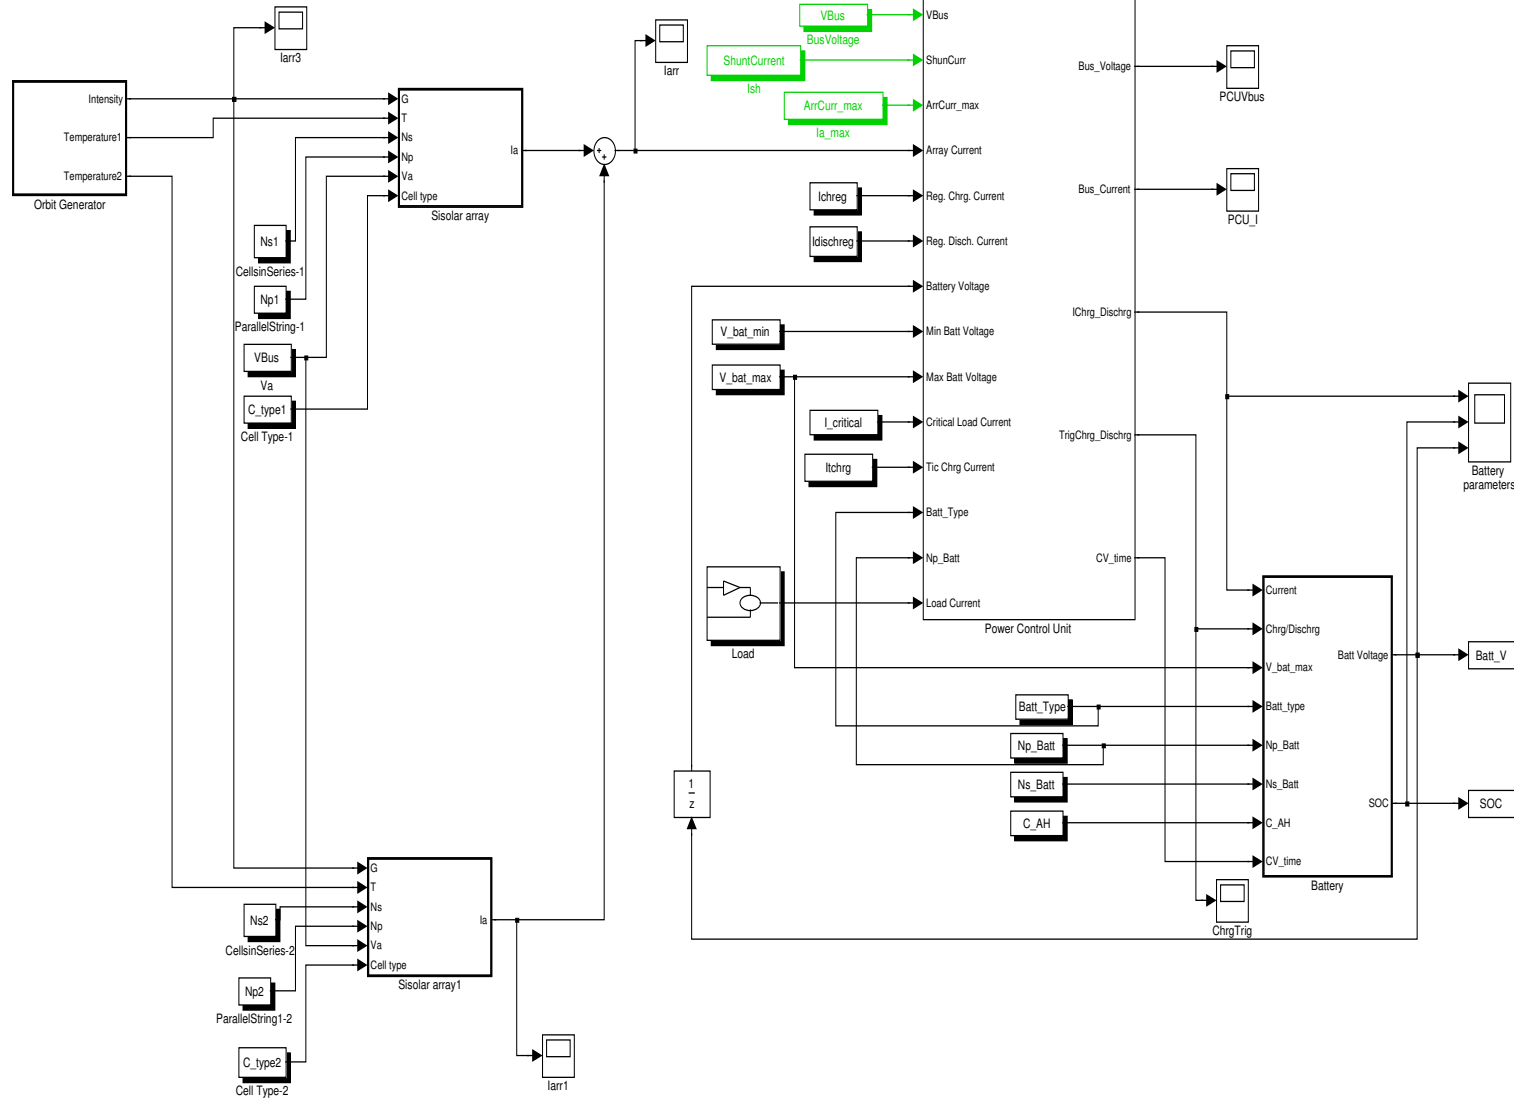 Iarr3
Orbit Generator
Intensity
Temperature1
Temperature2
G
T
Ns
Np
Va
Cell type
Ia
Sisolar array
Ns1
CellsinSeries-1
Np1
ParallelString-1
VBus
Va
C_type1
Cell Type-1
Iarr
+
+
VBus
BusVoltage
ShuntCurrent
Ish
ArrCurr_max
Ia_max
Ichreg
Idischreg
V_bat_min
V_bat_max
I_critical
Itchrg
Load
VBus
ShunCurr
ArrCurr_max
Array Current
Reg. Chrg. Current
Reg. Disch. Current
Battery Voltage
Min Batt Voltage
Max Batt Voltage
Critical Load Current
Tic Chrg Current
Batt_Type
Np_Batt
Load Current
Bus_Voltage
Bus_Current
IChrg_Dischrg
TrigChrg_Dischrg
CV_time
Power Control Unit
PCUVbus
PCU_I
Battery
parameters
Batt_Type
Np_Batt
Ns_Batt
C_AH
Current
Chrg/Dischrg
V_bat_max
Batt_type
Np_Batt
Ns_Batt
C_AH
CV_time
Batt Voltage
SOC
Battery
Batt_V
SOC
ChrgTrig
1
z
G
T
Ns
Np
Va
Cell type
Ia
Sisolar array1
Ns2
CellsinSeries-2
Np2
ParallelString1-2
C_type2
Cell Type-2
Iarr1